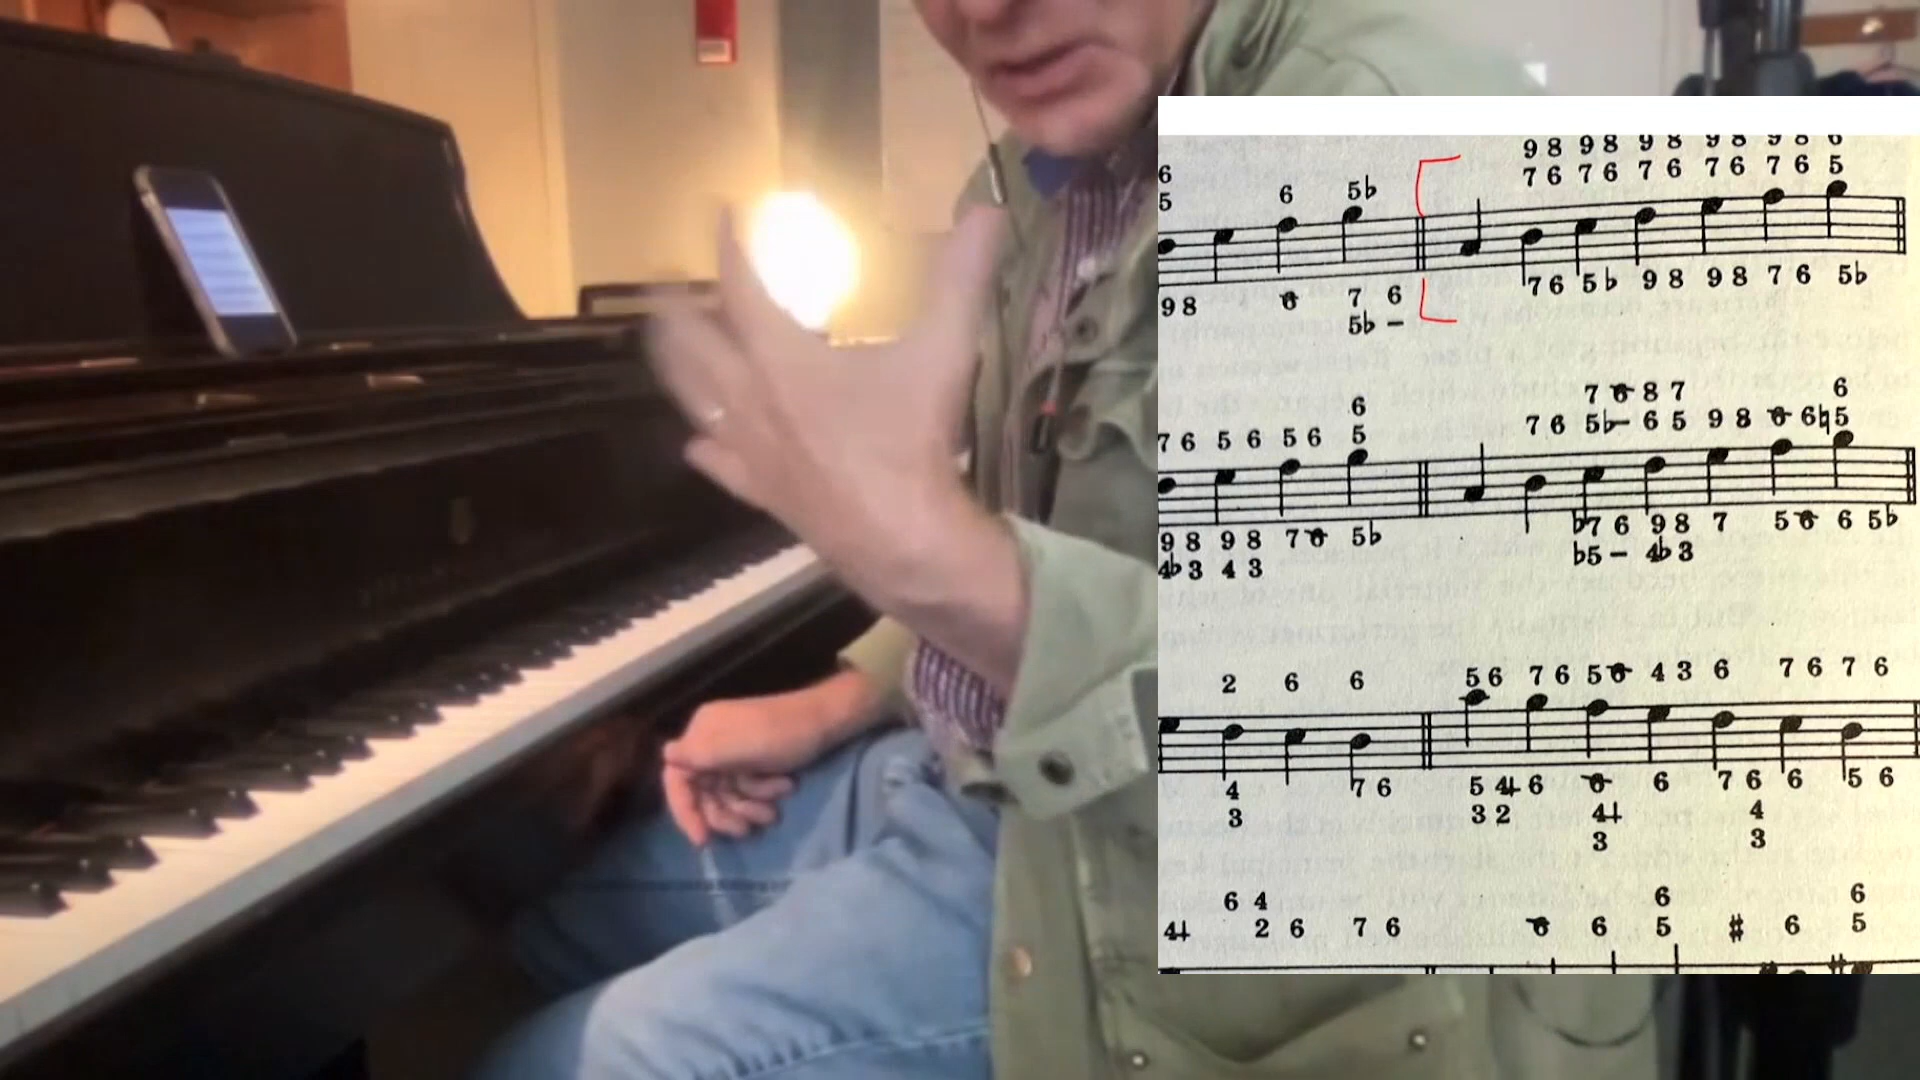 9 8 9 8 9 8 9 8 9 8 6
6 7 6 7 6 7 6 7 6 7 6 5
5 6 5♭
9 8 6 7 6 7 6 5♭ 9 8 9 8 7 6 5♭
5♭ –
7 6 8 7 6
6 7 6 5♭– 6 5 9 8 6 6♮5
7 6 5 6 5 6 5
9 8 9 8 7 6 5♭ ♭7 6 9 8 7 5 6 6 5♭
4♭3 4 3 ♭5 – 4♭3
2 6 6 5 6 7 6 5 6 4 3 6 7 6 7 6
4 7 6 5 4+ 6 6 6 7 6 6 5 6
3 3 2 4+ 4
3 3
6 4 6 6
4+ 2 6 7 6 6 6 5 # 6 5